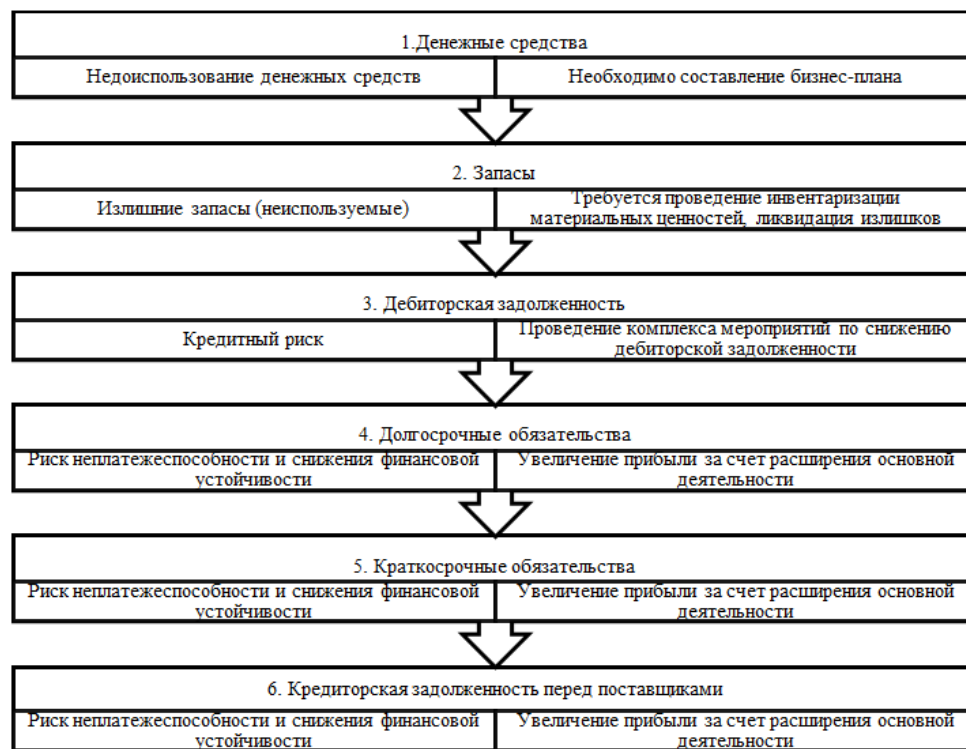 1.Денежные средства
Недоиспользование денежных средств
Необходимо составление бизнес-плана
2. Запасы
Излишние запасы (неиспользуемые)
Требуется проведение инвентаризации
материальных ценностей, ликвидация излишков
3. Дебиторская задолженность
Кредитный риск
Проведение комплекса мероприятий по снижению
дебиторской задолженности
4. Долгосрочные обязательства
Риск неплатежеспособности и снижения финансовой
устойчивости
Увеличение прибыли за счет расширения основной
деятельности
5. Краткосрочные обязательства
Риск неплатежеспособности и снижения финансовой
устойчивости
Увеличение прибыли за счет расширения основной
деятельности
6. Кредиторская задолженность перед поставщиками
Риск неплатежеспособности и снижения финансовой
устойчивости
Увеличение прибыли за счет расширения основной
деятельности